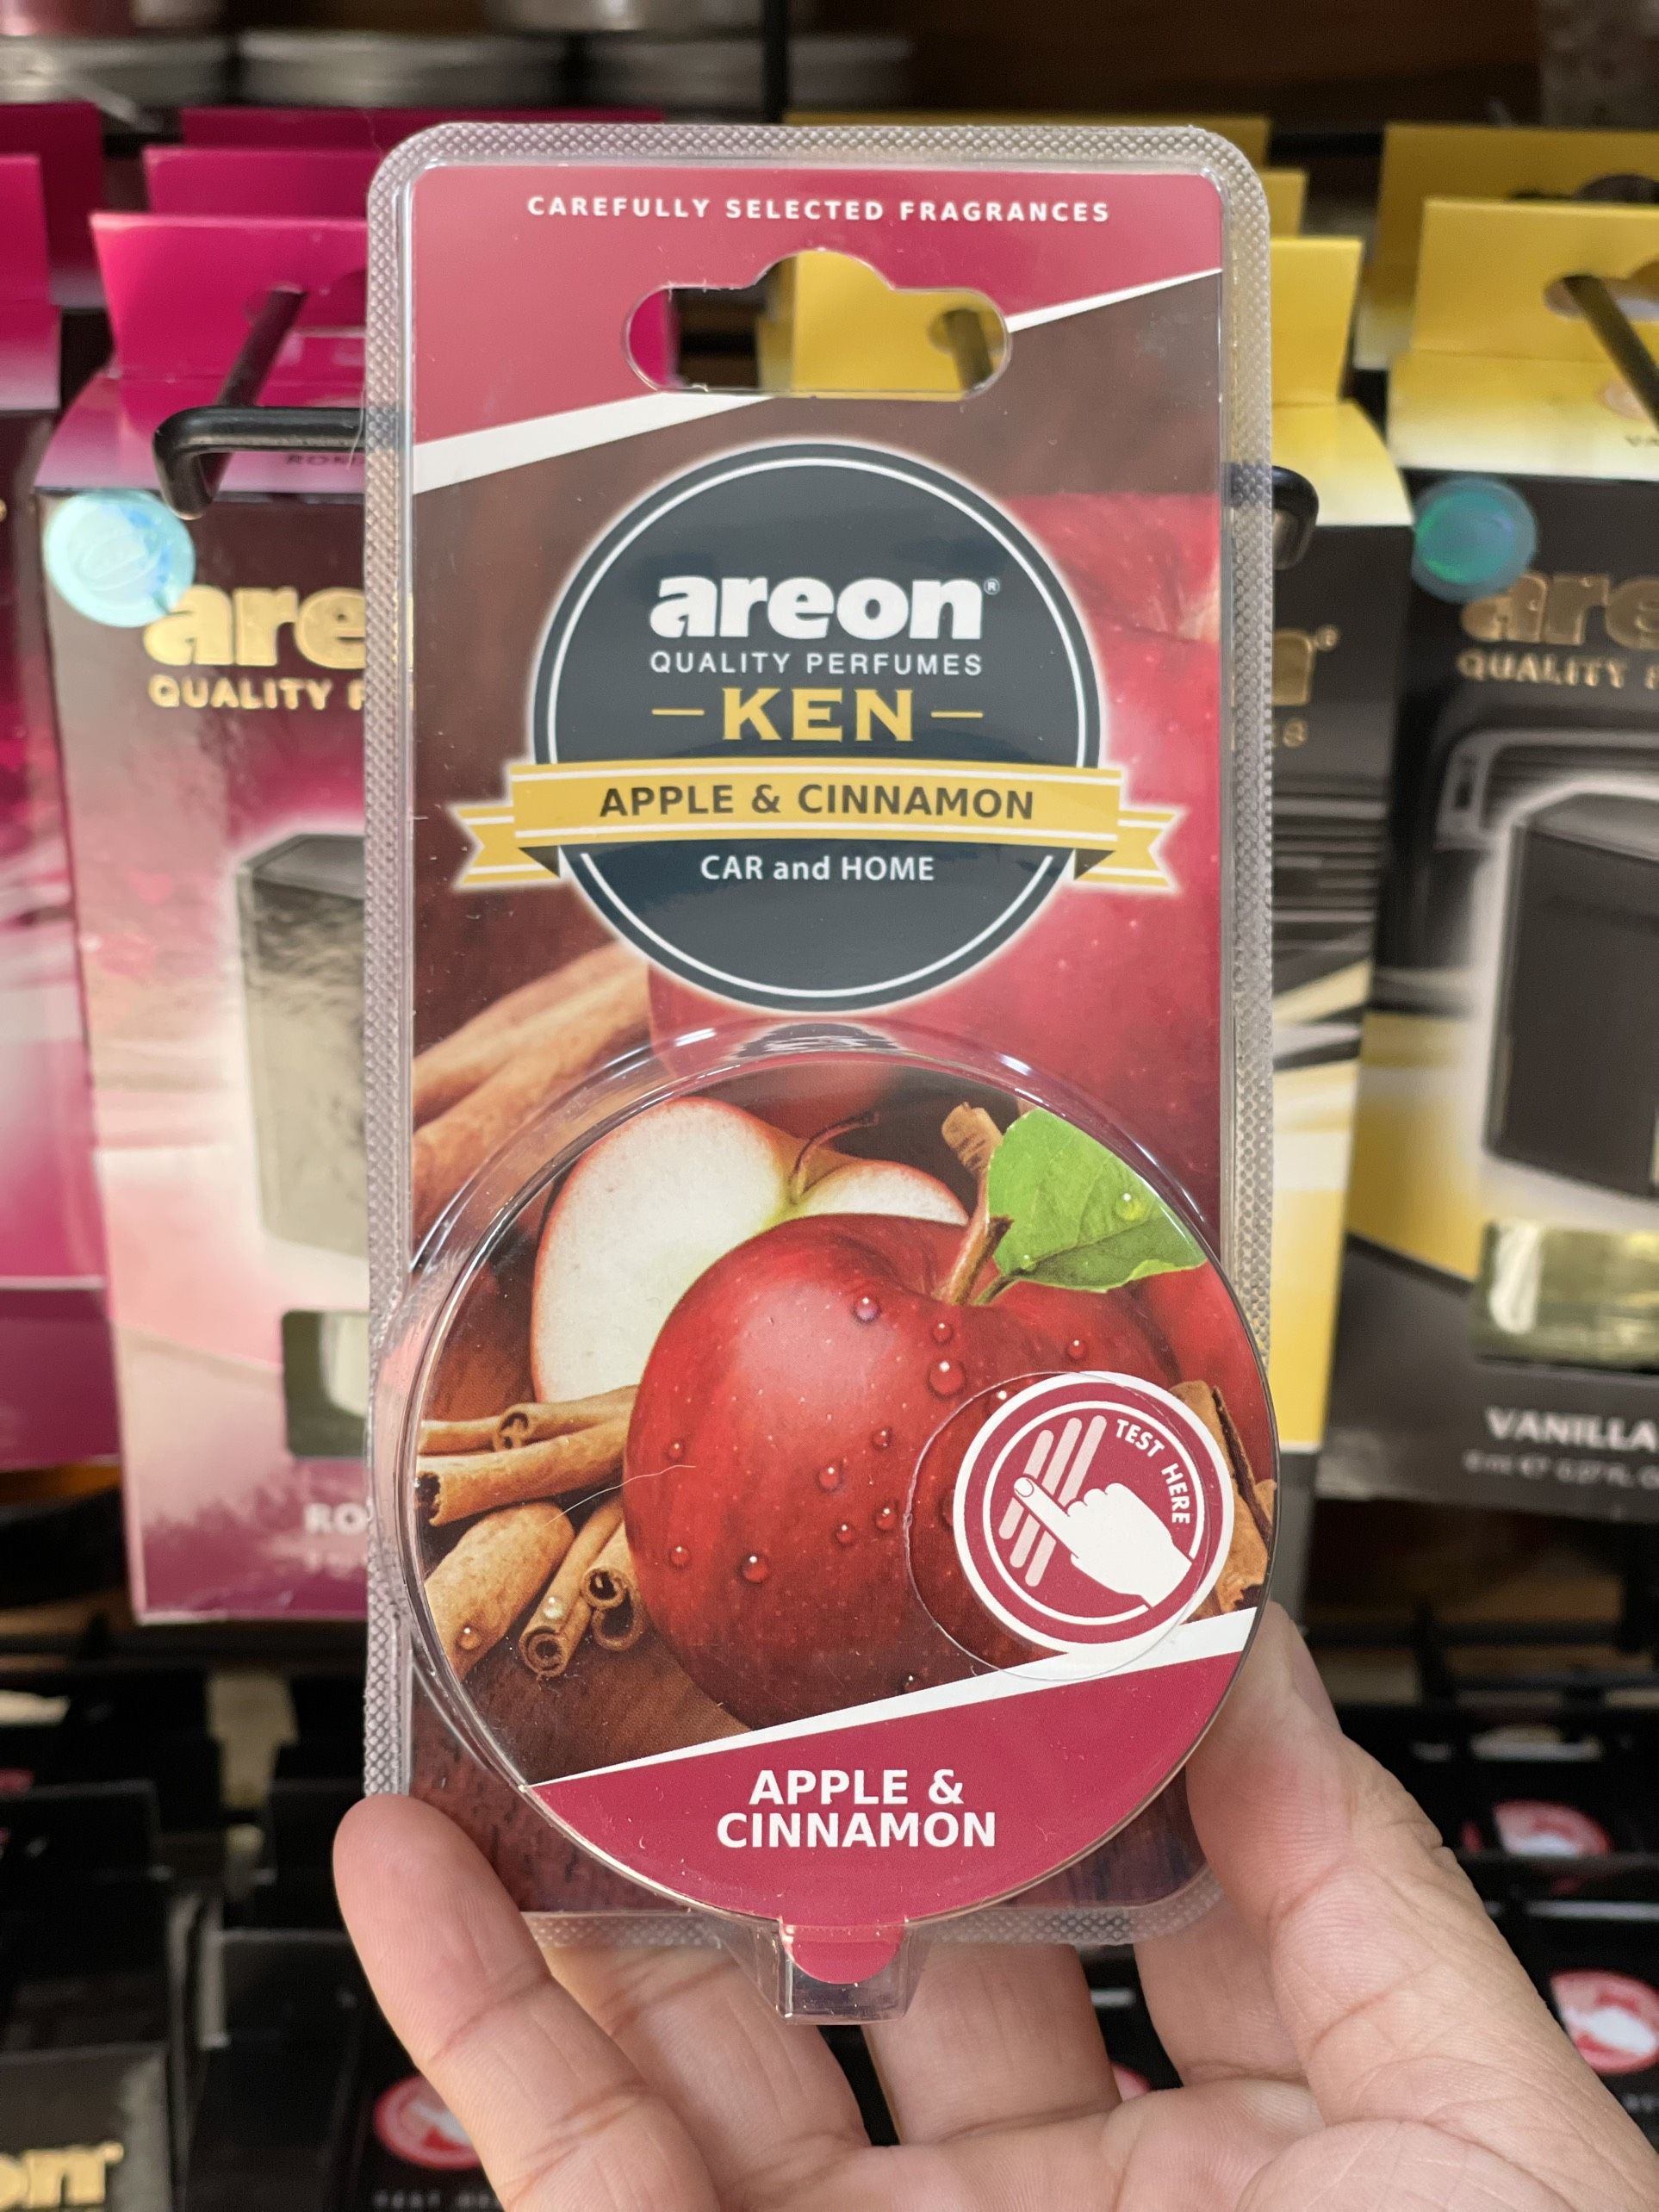 CAREFULLY SELECTED FRAGRANCES
areon®
QUALITY PERFUMES
KEN
APPLE & CINNAMON
CAR and HOME
TEST HERE
APPLE &
CINNAMON
QUALITY
QUALITY
VANILLA